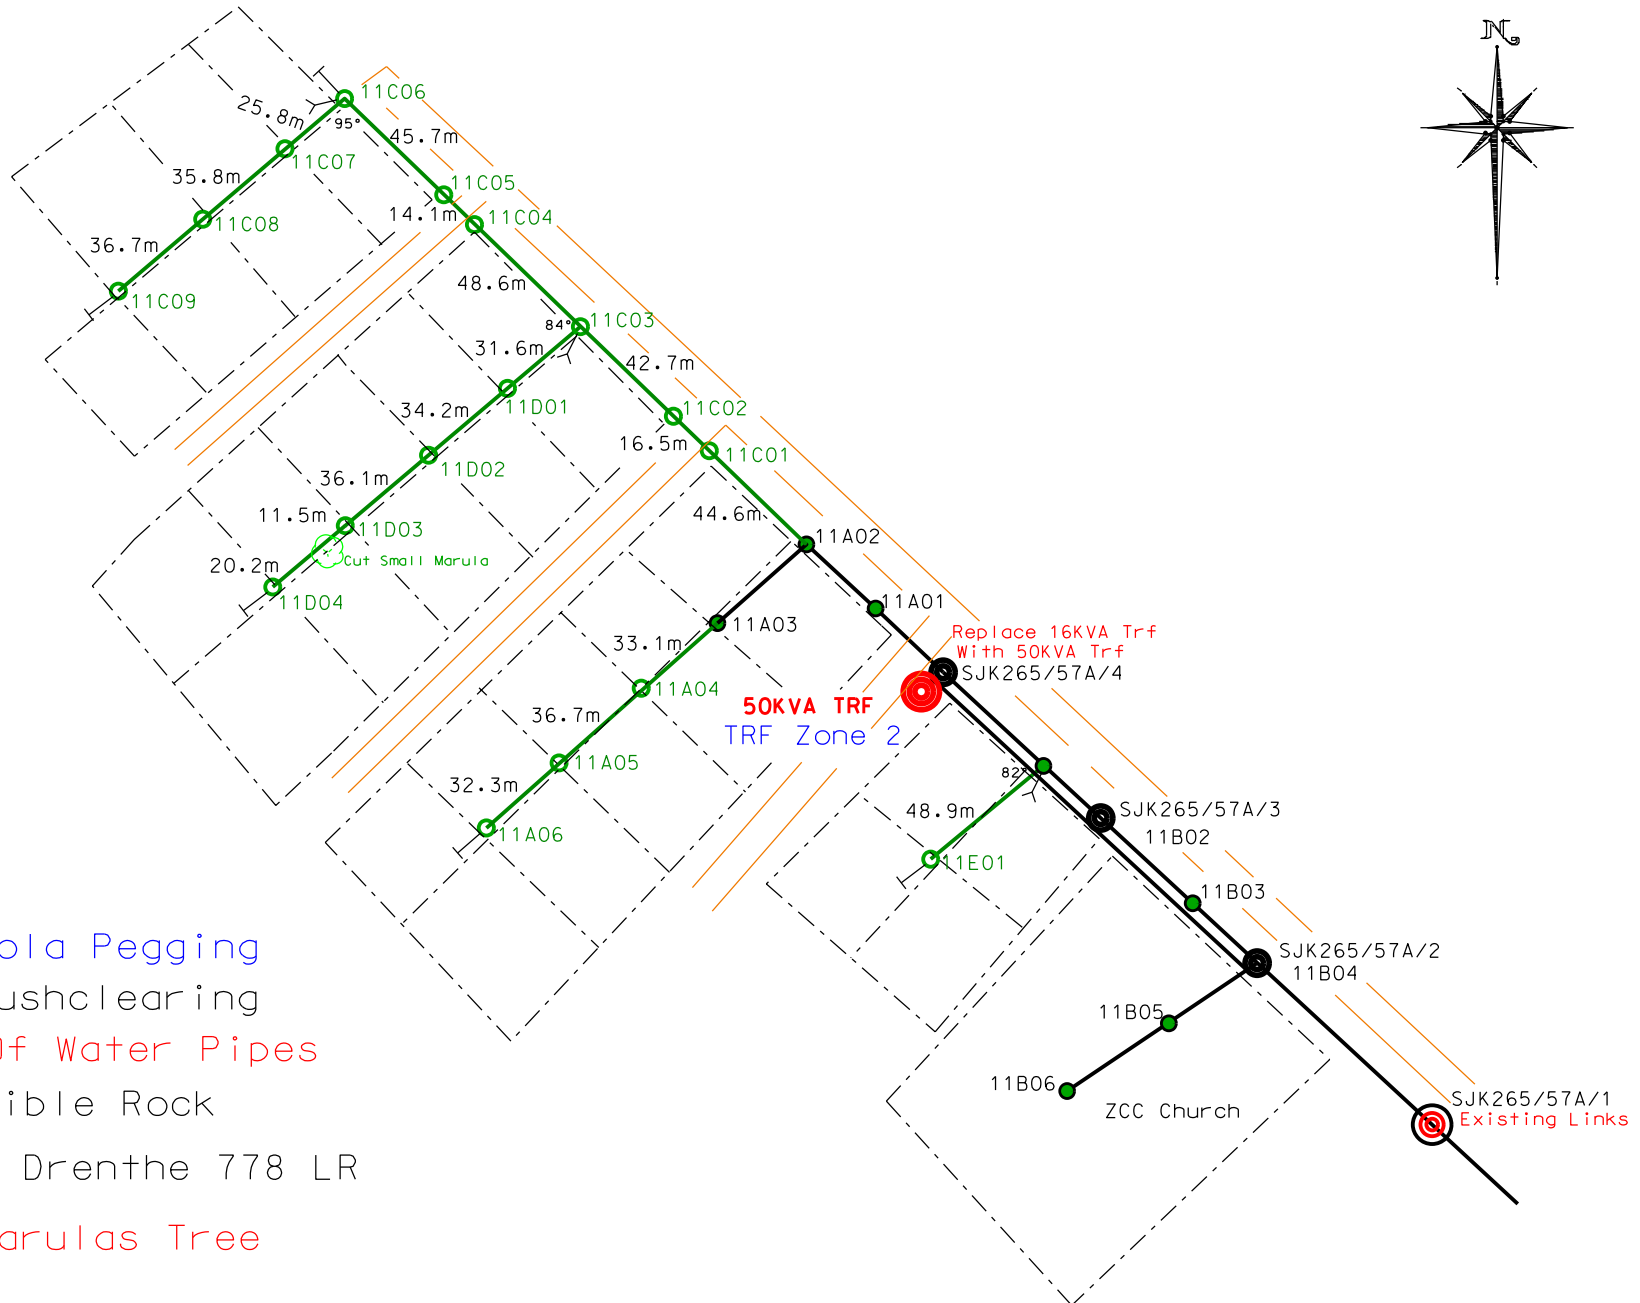 N
11C06
25.8m
95°
45.7m
11C07
35.8m
11C05
14.1m
11C04
11C08
36.7m
48.6m
11C09
84°
11C03
31.6m
42.7m
11D01
34.2m
11C02
16.5m
11C01
11D02
36.1m
11.5m
11D03
44.6m
11A02
Cut Small Marula
20.2m
11D04
11A01
11A03
Replace 16KVA Trf
With 50KVA Trf
33.1m
SJK265/57A/4
11A04
50KVA TRF
36.7m
TRF Zone 2
11A05
82°
32.3m
48.9m
SJK265/57A/3
11B02
11A06
11E01
11B03
ola Pegging
SJK265/57A/2
11B04
ushclearing
11B05
Of Water Pipes
11B06
ible Rock
ZCC Church
SJK265/57A/1
Existing Links
Drenthe 778 LR
arulas Tree